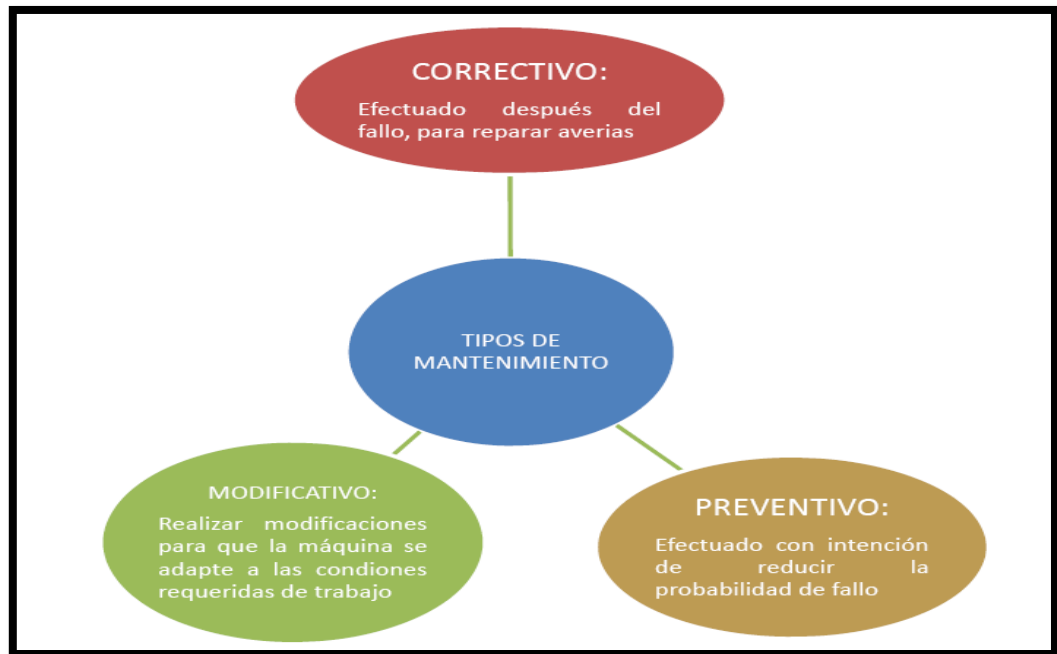 CORRECTIVO:
Efectuado después del
fallo, para reparar averias
TIPOS DE
MANTENIMIENTO
MODIFICATIVO:
Realizar modificaciones
para que la máquina se
adapte a las condiones
requeridas de trabajo
PREVENTIVO:
Efectuado con intención
de reducir la
probabilidad de fallo